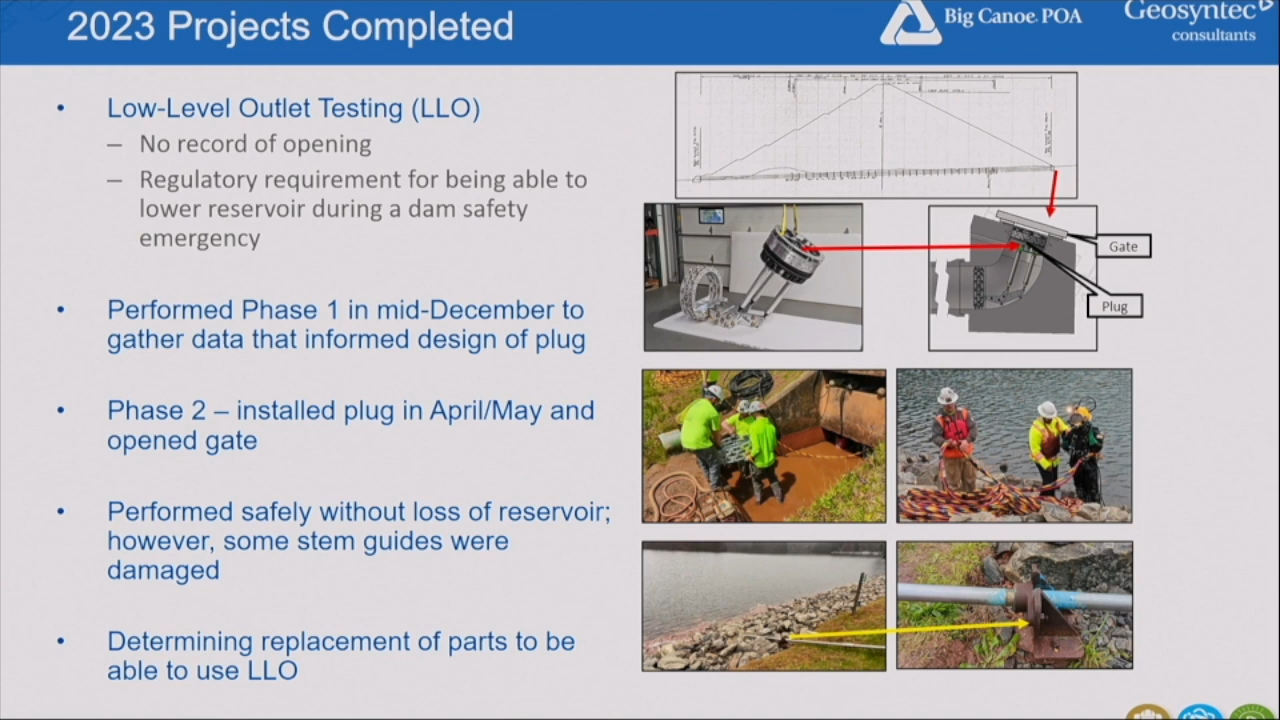 2023 Projects Completed
Big Canoe POA
Geosyntec
consultants
• Low-Level Outlet Testing (LLO)
– No record of opening
– Regulatory requirement for being able to
lower reservoir during a dam safety
emergency
• Performed Phase 1 in mid-December to
gather data that informed design of plug
• Phase 2 – installed plug in April/May and
opened gate
• Performed safely without loss of reservoir;
however, some stem guides were
damaged
• Determining replacement of parts to be
able to use LLO
Gate
Plug